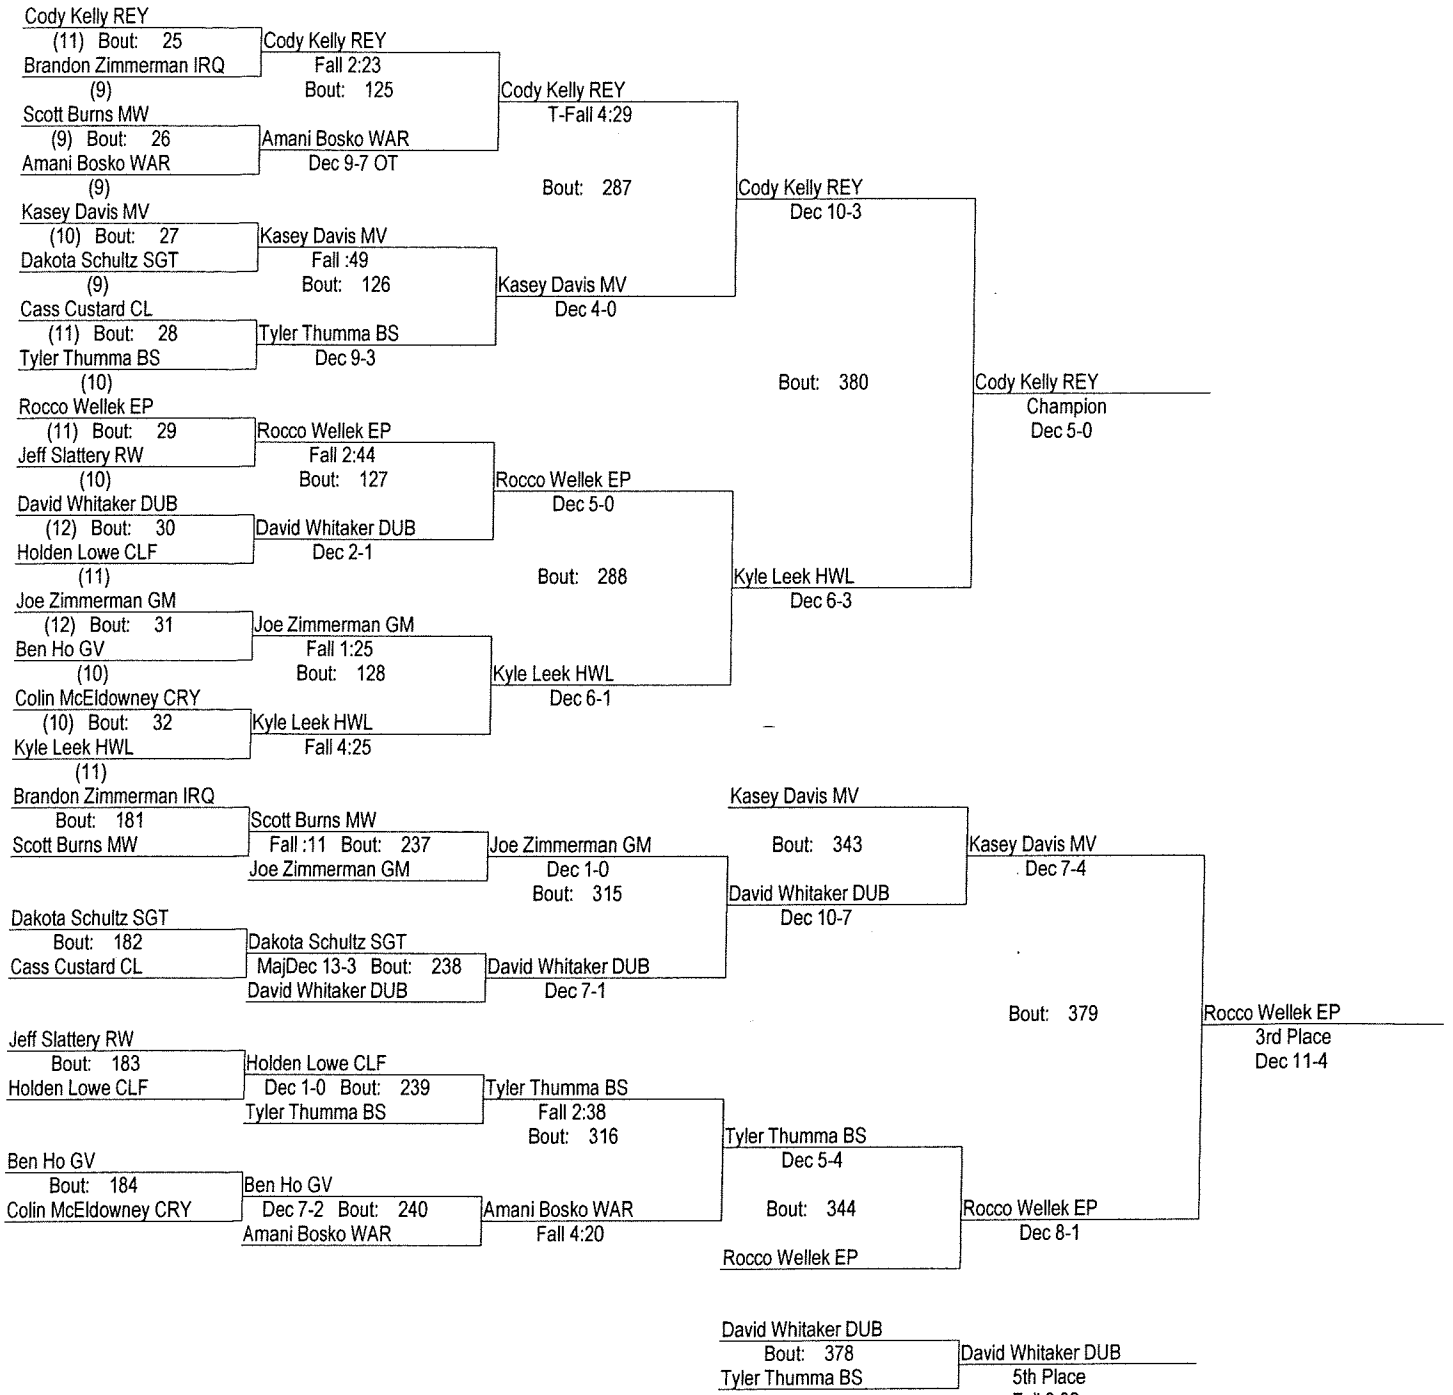 Cody Kelly REY
(11) Bout: 25
Brandon Zimmerman IRQ
(9)
Scott Burns MW
(9) Bout: 26
Amani Bosko WAR
(9)
Kasey Davis MV
(10) Bout: 27
Dakota Schultz SGT
(9)
Cass Custard CL
(11) Bout: 28
Tyler Thumma BS
(10)
Rocco Wellek EP
(11) Bout: 29
Jeff Slattery RW
(10)
David Whitaker DUB
(12) Bout: 30
Holden Lowe CLF
(11)
Joe Zimmerman GM
(12) Bout: 31
Ben Ho GV
(10)
Colin McEldowney CRY
(10) Bout: 32
Kyle Leek HWL
(11)
Cody Kelly REY
Fall 2:23
Bout: 125
Amani Bosko WAR
Dec 9-7 OT
Kasey Davis MV
Fall :49
Bout: 126
Tyler Thumma BS
Dec 9-3
Rocco Wellek EP
Fall 2:44
Bout: 127
David Whitaker DUB
Dec 2-1
Joe Zimmerman GM
Fall 1:25
Bout: 128
Kyle Leek HWL
Fall 4:25
Cody Kelly REY
T-Fall 4:29
Bout: 287
Kasey Davis MV
Dec 4-0
Rocco Wellek EP
Dec 5-0
Bout: 288
Kyle Leek HWL
Dec 6-1
Cody Kelly REY
Dec 10-3
Bout: 380
Kyle Leek HWL
Dec 6-3
Cody Kelly REY
Champion
Dec 5-0
Brandon Zimmerman IRQ
Bout: 181
Scott Burns MW
Dakota Schultz SGT
Bout: 182
Cass Custard CL
Jeff Slattery RW
Bout: 183
Holden Lowe CLF
Ben Ho GV
Bout: 184
Colin McEldowney CRY
Scott Burns MW
Fall :11 Bout: 237
Joe Zimmerman GM
Dakota Schultz SGT
MajDec 13-3 Bout: 238
David Whitaker DUB
Holden Lowe CLF
Dec 1-0 Bout: 239
Tyler Thumma BS
Ben Ho GV
Dec 7-2 Bout: 240
Amani Bosko WAR
Joe Zimmerman GM
Dec 1-0
Bout: 315
David Whitaker DUB
Dec 7-1
Tyler Thumma BS
Fall 2:38
Bout: 316
Amani Bosko WAR
Fall 4:20
Kasey Davis MV
Bout: 343
David Whitaker DUB
Dec 10-7
Tyler Thumma BS
Dec 5-4
Bout: 344
Rocco Wellek EP
Kasey Davis MV
Dec 7-4
Bout: 379
Rocco Wellek EP
Dec 8-1
Rocco Wellek EP
3rd Place
Dec 11-4
David Whitaker DUB
Bout: 378
Tyler Thumma BS
David Whitaker DUB
5th Place